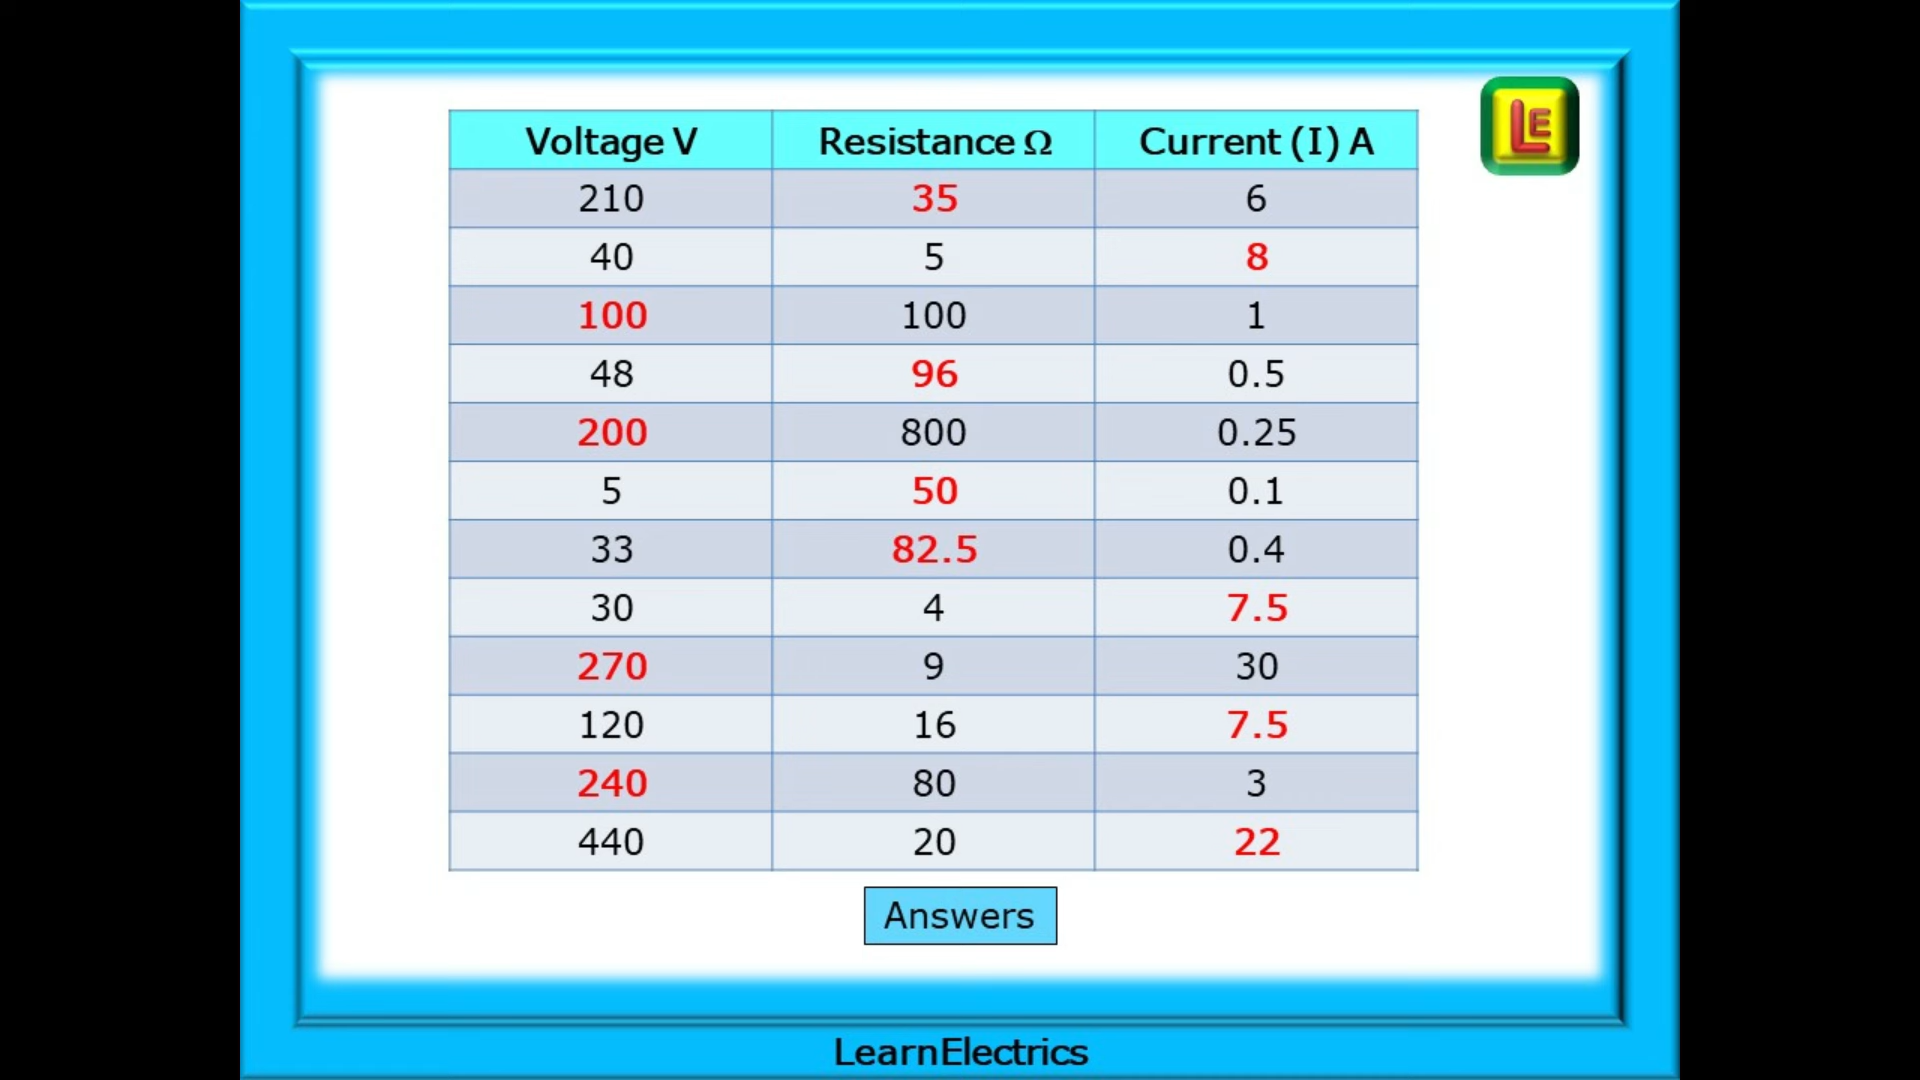 LE
Voltage V Resistance Ω Current (I) A
210 35 6
40 5 8
100 100 1
48 96 0.5
200 800 0.25
5 50 0.1
33 82.5 0.4
30 4 7.5
270 9 30
120 16 7.5
240 80 3
440 20 22
Answers
LearnElectrics